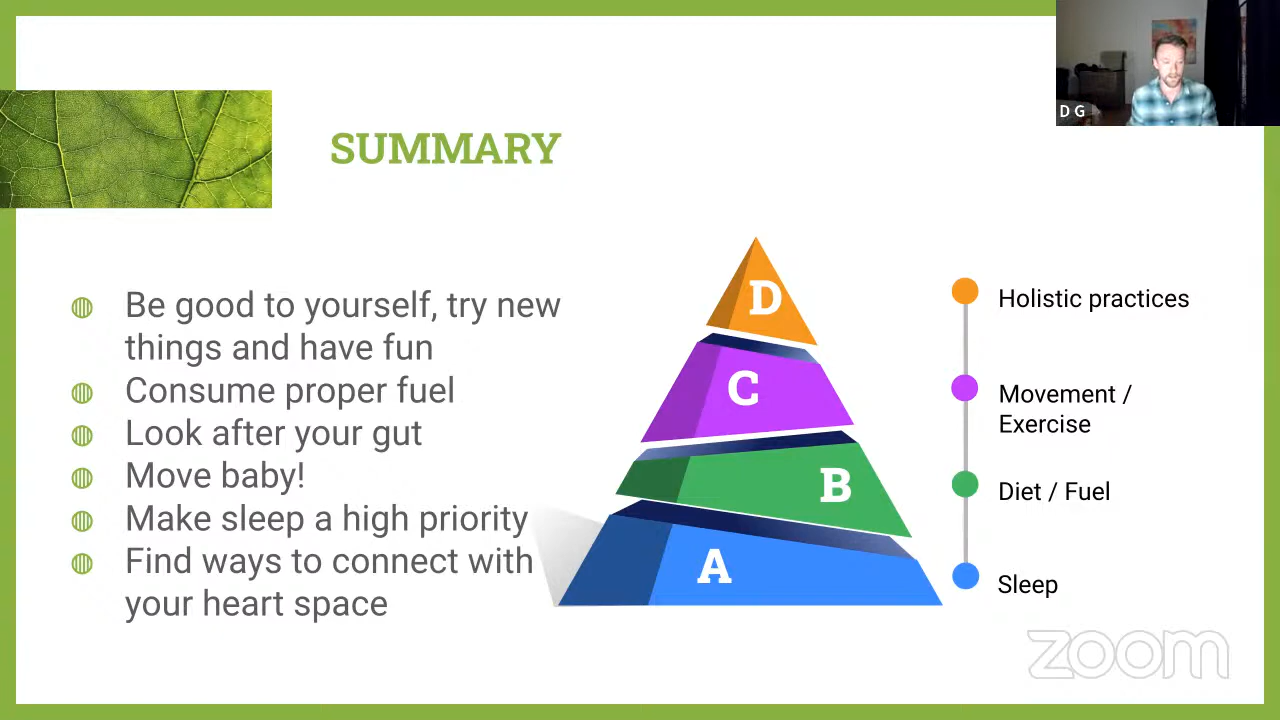 D G
SUMMARY
Be good to yourself, try new
things and have fun
Consume proper fuel
Look after your gut
Move baby!
Make sleep a high priority
Find ways to connect with
your heart space
D
C
B
A
Holistic practices
Movement /
Exercise
Diet / Fuel
Sleep
zoom